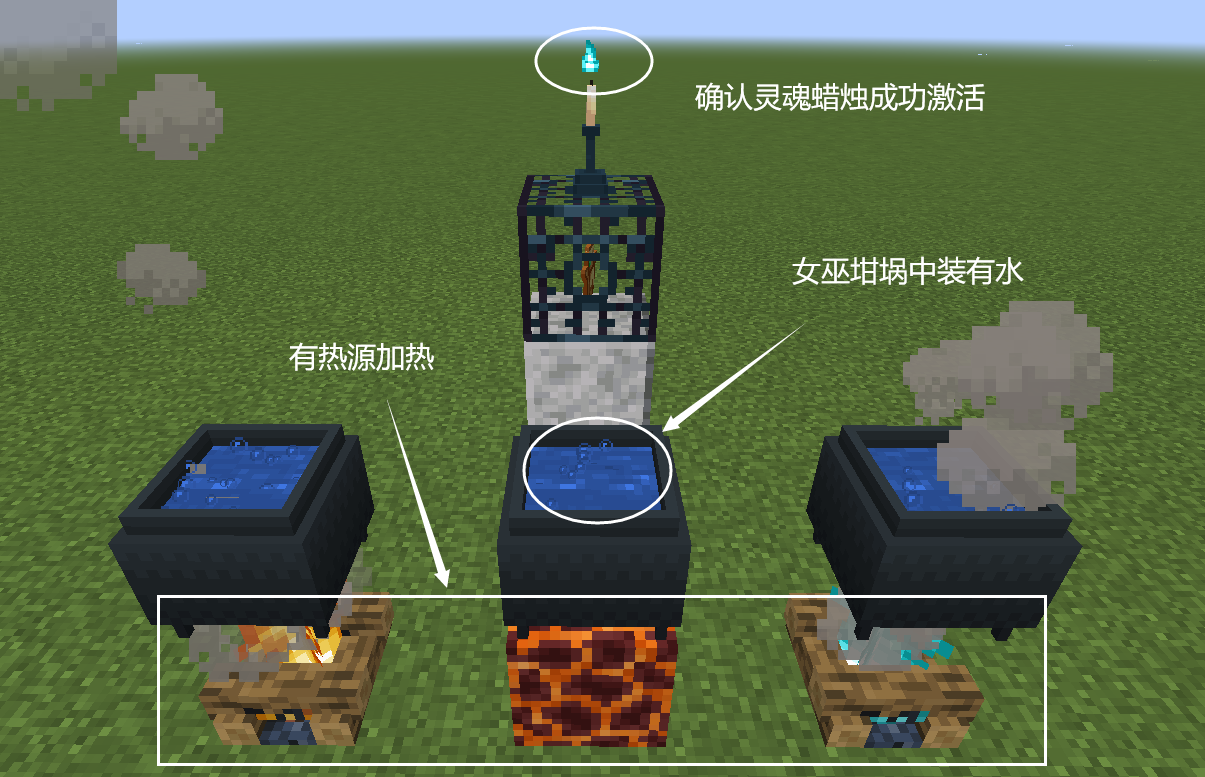 确认灵魂蜡烛成功激活
女巫坩埚中装有水
有热源加热